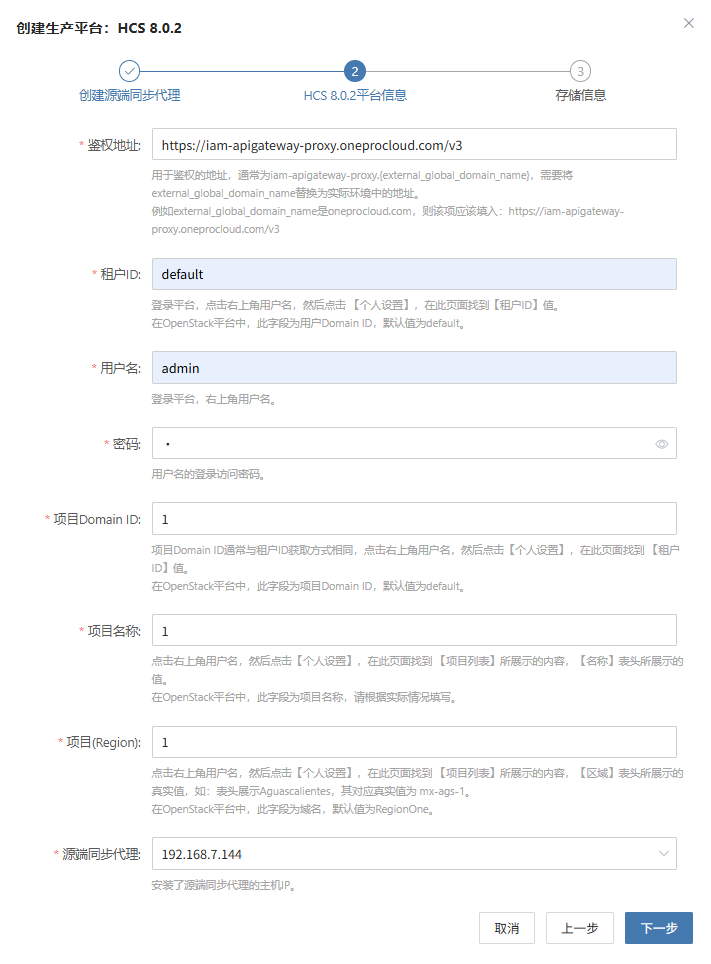 创建生产平台：HCS 8.0.2
2
3
创建源端同步代理
HCS 8.0.2平台信息
存储信息
* 鉴权地址:
https://iam-apigateway-proxy.oneprocloud.com/v3
用于鉴权的地址，通常为iam-apigateway-proxy.{external_global_domain_name}，需要将
external_global_domain_name替换为实际环境中的地址。
例如external_global_domain_name是oneprocloud.com，则该项应该填入：https://iam-apigateway-
proxy.oneprocloud.com/v3
* 租户ID:
default
登录平台，点击右上角用户名，然后点击 【个人设置】，在此页面找到【租户ID】值。
在OpenStack平台中，此字段为用户Domain ID，默认值为default。
* 用户名:
admin
登录平台，右上角用户名。
* 密码:
•
用户名的登录访问密码。
* 项目Domain ID:
1
项目Domain ID通常与租户ID获取方式相同，点击右上角用户名，然后点击【个人设置】，在此页面找到 【租户
ID】值。
在OpenStack平台中，此字段为项目Domain ID，默认值为default。
* 项目名称:
1
点击右上角用户名，然后点击【个人设置】，在此页面找到 【项目列表】所展示的内容，【名称】表头所展示的
值。
在OpenStack平台中，此字段为项目名称，请根据实际情况填写。
* 项目(Region):
1
点击右上角用户名，然后点击【个人设置】，在此页面找到 【项目列表】所展示的内容，【区域】表头所展示的
真实值，如：表头展示Aguascalientes，其对应真实值为 mx-ags-1。
在OpenStack平台中，此字段为域名，默认值为RegionOne。
* 源端同步代理:
192.168.7.144
安装了源端同步代理的主机IP。
取消
上一步
下一步